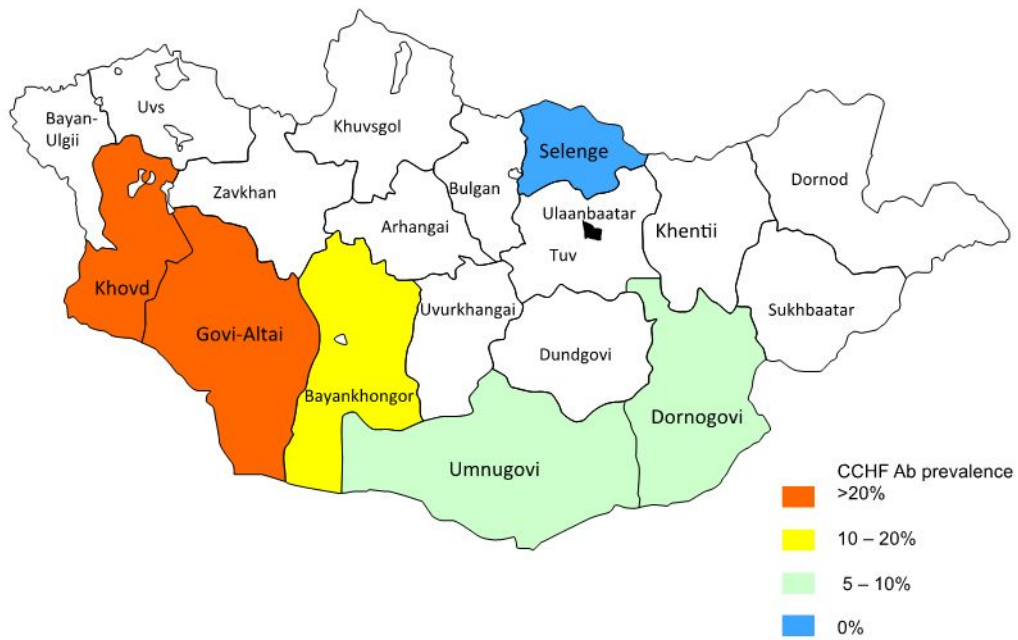 Khuvsgol
Uvs
Bayan-
Ulgii
Selenge
Zavkhan
Bulgan
Dornod
Arhangai
Ulaanbaatar
Khentii
Tuv
Khovd
Govi-Altai
Uvurkhangai
Sukhbaatar
Dundgovi
Bayankhongor
Dornogovi
Umnugovi
CCHF Ab prevalence
>20%
10 – 20%
5 – 10%
0%